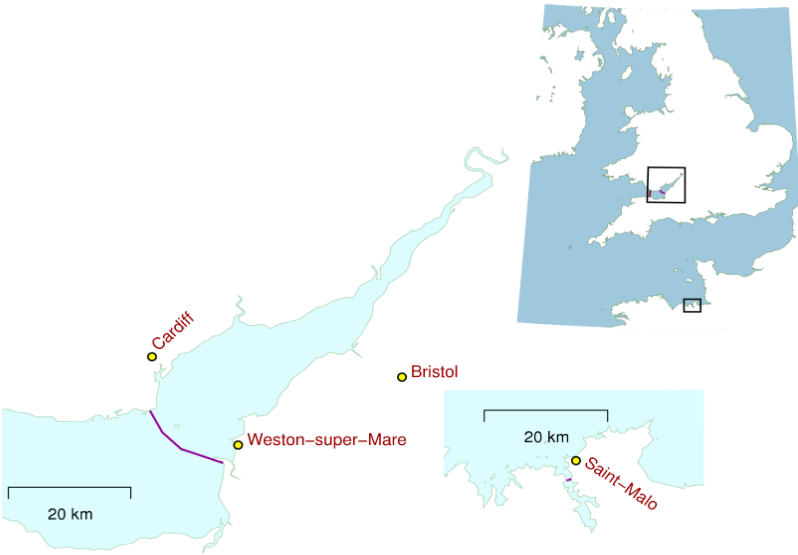 Cardiff
Bristol
Weston-super-Mare
20 km
20 km
Saint-Malo